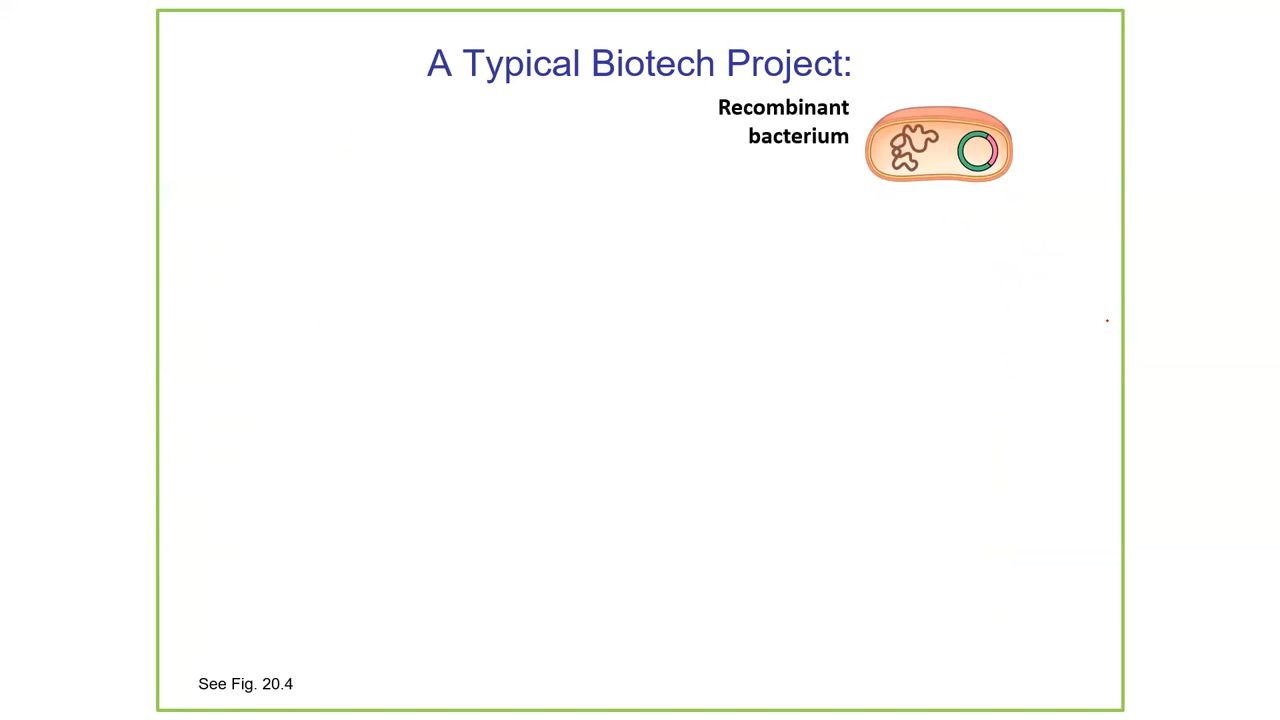 A Typical Biotech Project:
Recombinant
bacterium
See Fig. 20.4